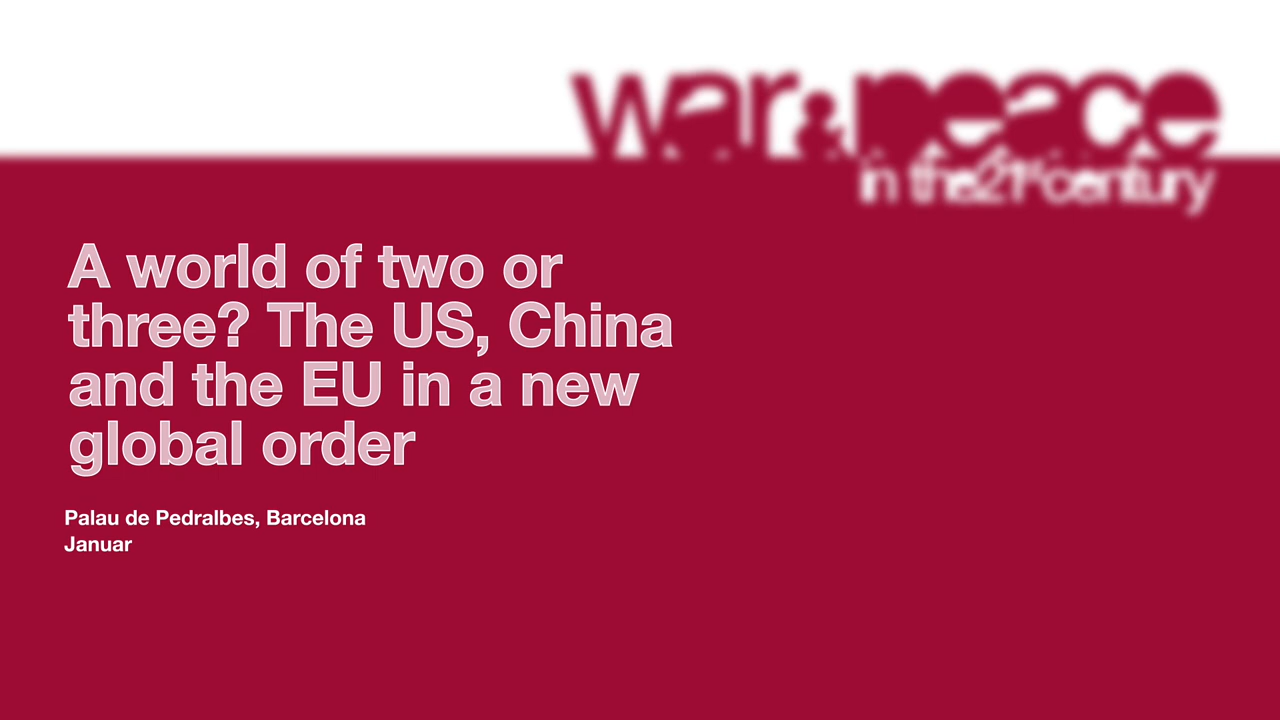 war & peace
in the 21st century
A world of two or
three? The US, China
and the EU in a new
global order
Palau de Pedralbes, Barcelona
Januar